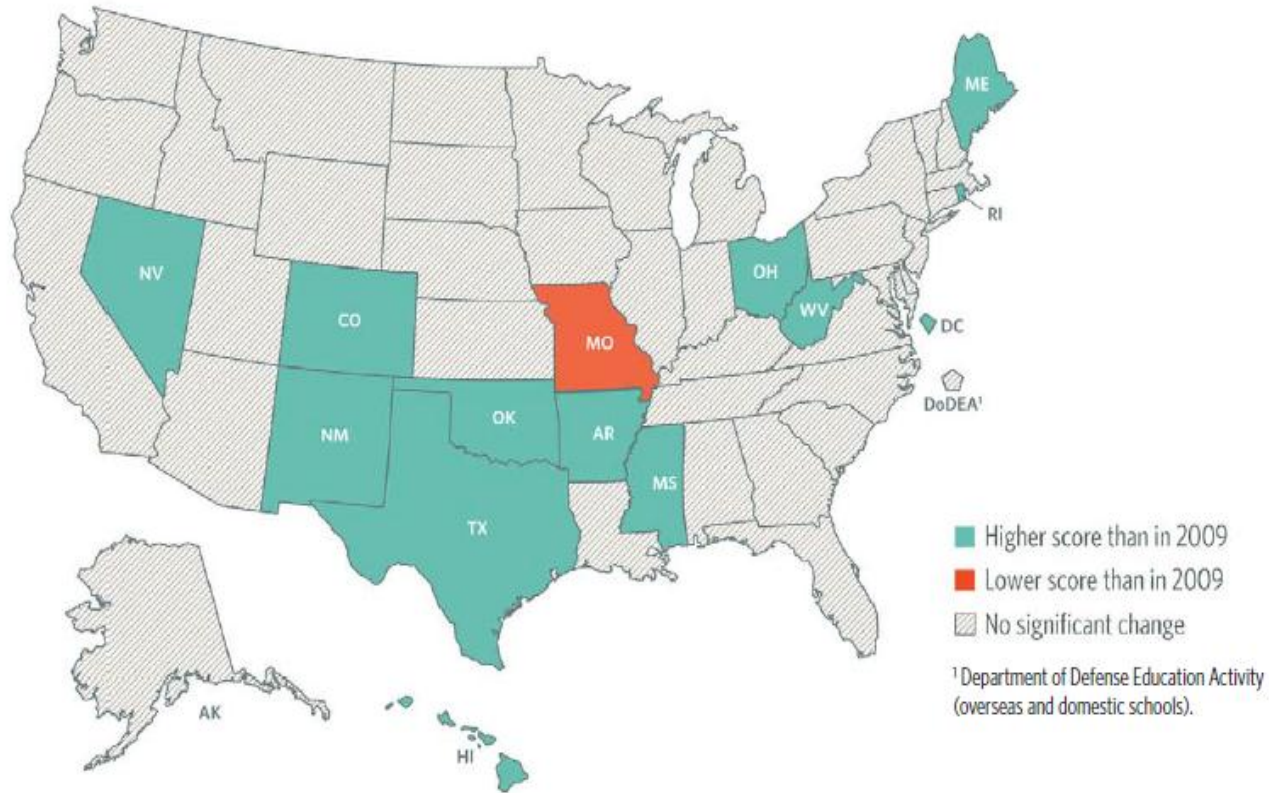 ME
RI
NV
OH
CO
WV
DC
MO
DoDEA¹
OK
AR
NM
MS
TX
Higher score than in 2009
Lower score than in 2009
No significant change
¹ Department of Defense Education Activity
(overseas and domestic schools).
AK
HI